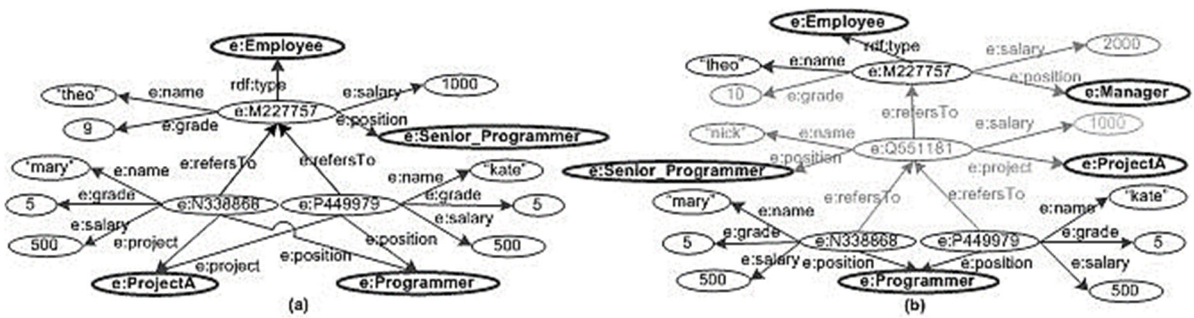 e:Employee
rdf:type
"theo"
e:name
e:M227757
e:salary
1000
9
e:grade
e:position
e:Senior_Programmer
e:refersTo
e:refersTo
"mary"
e:name
e:name
"kate"
5
e:grade
e:N338868
e:P449979
e:grade
5
500
e:salary
e:salary
500
e:project
e:project
e:position
e:position
e:ProjectA
e:Programmer
(a)
e:Employee
rdf:type
"theo"
e:name
e:M227757
e:salary
2000
10
e:grade
e:position
e:Manager
e:refersTo
"nick"
e:name
e:Q551181
e:salary
1000
e:position
e:project
e:ProjectA
e:Senior_Programmer
e:refersTo
e:refersTo
"mary"
e:name
e:name
"kate"
5
e:grade
e:N338868
e:P449979
e:grade
5
500
e:salary
e:position
e:position
e:salary
500
e:Programmer
(b)